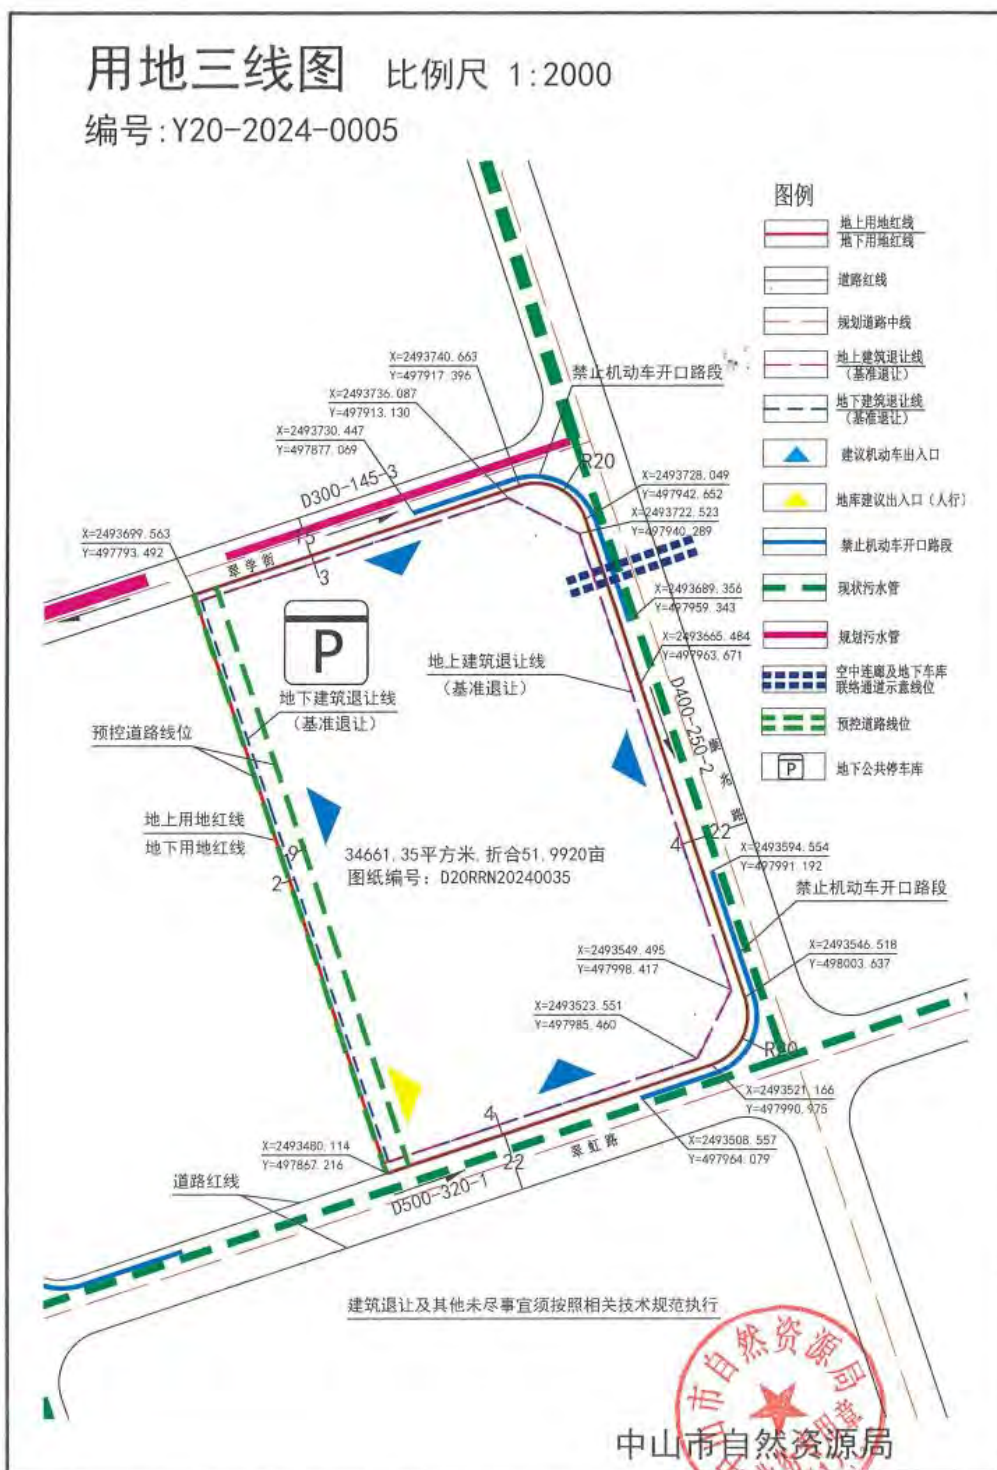 用地三线图 比例尺 1:2000
编号:Y20-2024-0005
图例
地上用地红线
地下用地红线
道路红线
规划道路中线
地上建筑退让线
(基准退让)
地下建筑退让线
(基准退让)
建议机动车出入口
地库建议出入口(人行)
禁止机动车开口路段
现状污水管
规划污水管
空中连廊及地下车库
联络通道示意线位
预控道路线位
P
地下公共停车库
X=2493740.663
Y=497917.396
禁止机动车开口路段
X=2493736.087
Y=497913.130
X=2493730.447
Y=497877.069
D300-145-3
R20
X=2493728.049
Y=497942.652
X=2493722.523
Y=497940.289
X=2493699.563
Y=497793.492
15
翠学街
3
X=2493689.356
Y=497959.343
P
X=2493665.484
Y=497963.671
地上建筑退让线
(基准退让)
地下建筑退让线
(基准退让)
预控道路线位
D400-250-2
地上用地红线
地下用地红线
22
4
X=2493594.554
Y=497991.192
9
2
34661.35平方米,折合51.9920亩
图纸编号: D20RRN20240035
禁止机动车开口路段
X=2493549.495
Y=497998.417
X=2493546.518
Y=498003.637
X=2493523.551
Y=497985.460
R20
X=2493521.166
Y=497990.975
4
X=2493480.114
Y=497867.216
22
翠虹路
X=2493508.557
Y=497964.079
道路红线
D500-320-1
建筑退让及其他未尽事宜须按照相关技术规范执行
中山市自然资源局
山市自然资源局